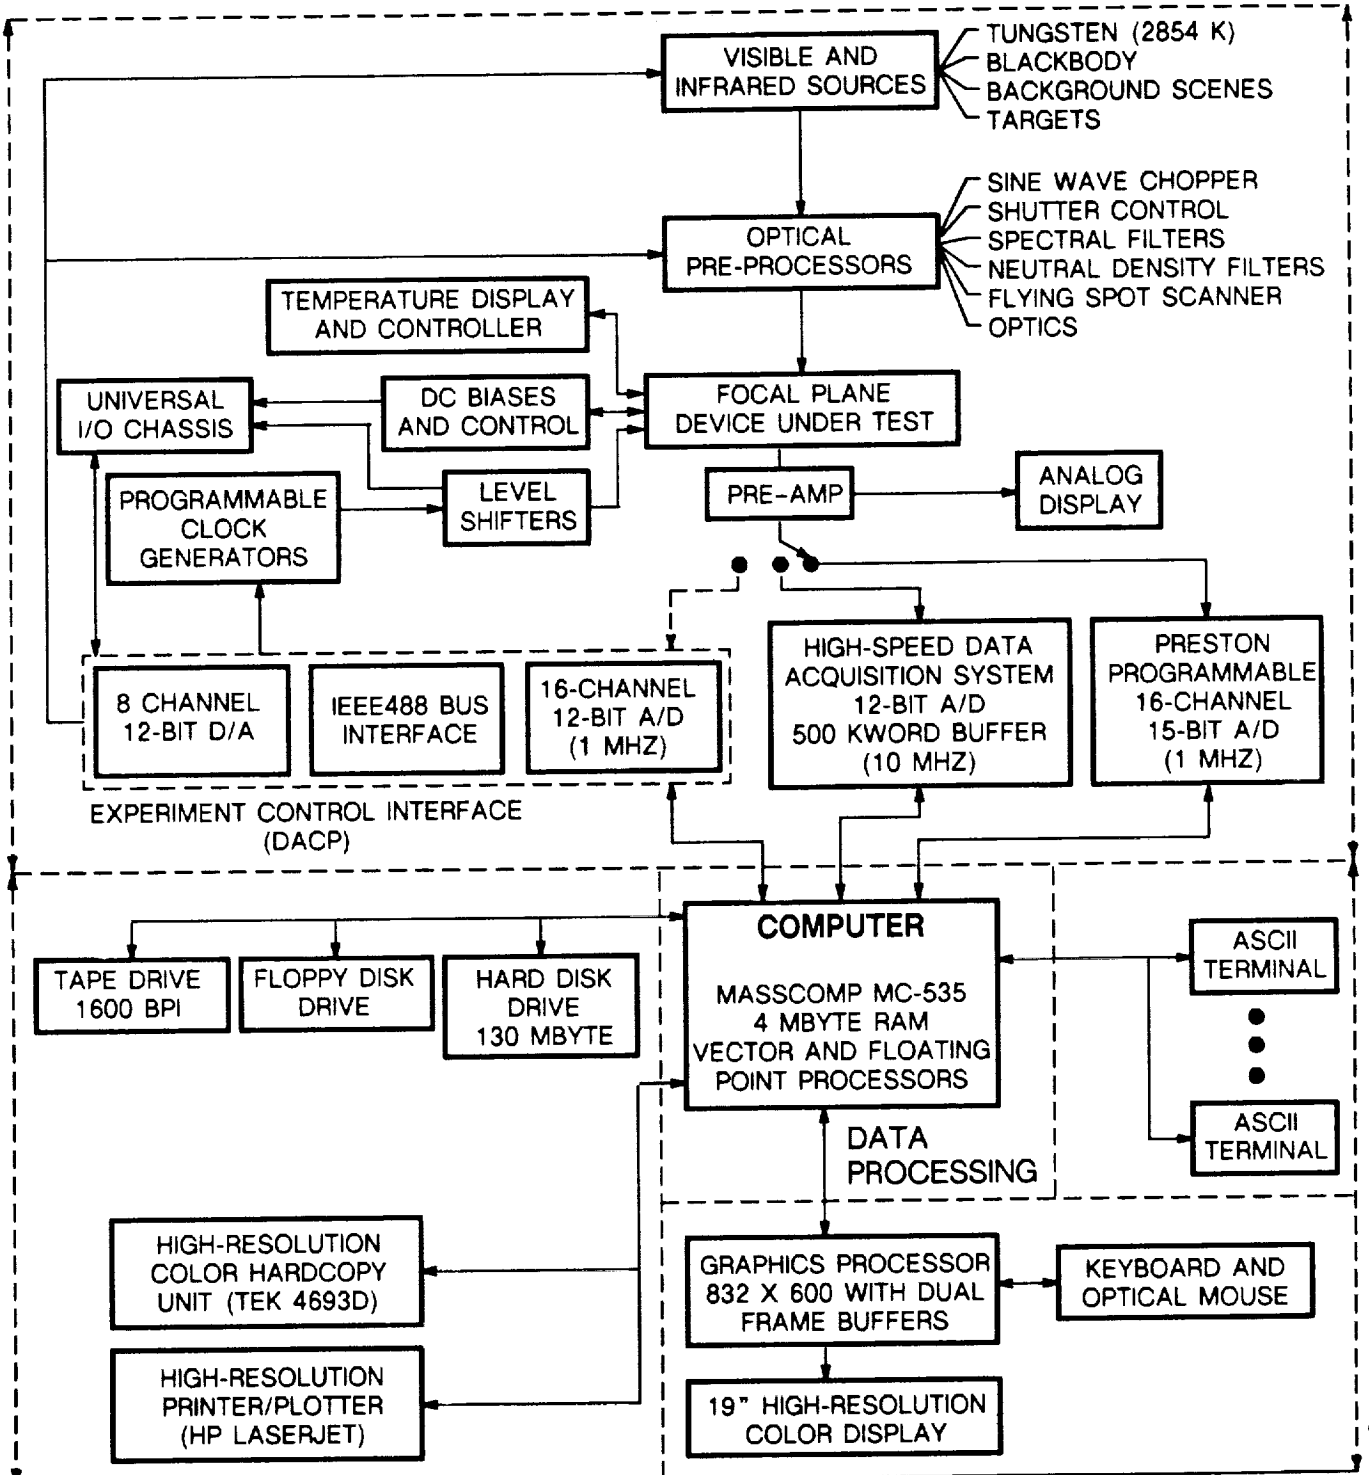 VISIBLE AND
INFRARED SOURCES
TUNGSTEN (2854 K)
BLACKBODY
BACKGROUND SCENES
TARGETS
OPTICAL
PRE-PROCESSORS
SINE WAVE CHOPPER
SHUTTER CONTROL
SPECTRAL FILTERS
NEUTRAL DENSITY FILTERS
FLYING SPOT SCANNER
OPTICS
TEMPERATURE DISPLAY
AND CONTROLLER
UNIVERSAL
I/O CHASSIS
DC BIASES
AND CONTROL
FOCAL PLANE
DEVICE UNDER TEST
PROGRAMMABLE
CLOCK
GENERATORS
LEVEL
SHIFTERS
PRE-AMP
ANALOG
DISPLAY
8 CHANNEL
12-BIT D/A
IEEE488 BUS
INTERFACE
16-CHANNEL
12-BIT A/D
(1 MHZ)
HIGH-SPEED DATA
ACQUISITION SYSTEM
12-BIT A/D
500 KWORD BUFFER
(10 MHZ)
PRESTON
PROGRAMMABLE
16-CHANNEL
15-BIT A/D
(1 MHZ)
EXPERIMENT CONTROL INTERFACE
(DACP)
TAPE DRIVE
1600 BPI
FLOPPY DISK
DRIVE
HARD DISK
DRIVE
130 MBYTE
COMPUTER
MASSCOMP MC-535
4 MBYTE RAM
VECTOR AND FLOATING
POINT PROCESSORS
ASCII
TERMINAL
ASCII
TERMINAL
DATA
PROCESSING
HIGH-RESOLUTION
COLOR HARDCOPY
UNIT (TEK 4693D)
GRAPHICS PROCESSOR
832 X 600 WITH DUAL
FRAME BUFFERS
KEYBOARD AND
OPTICAL MOUSE
HIGH-RESOLUTION
PRINTER/PLOTTER
(HP LASERJET)
19" HIGH-RESOLUTION
COLOR DISPLAY